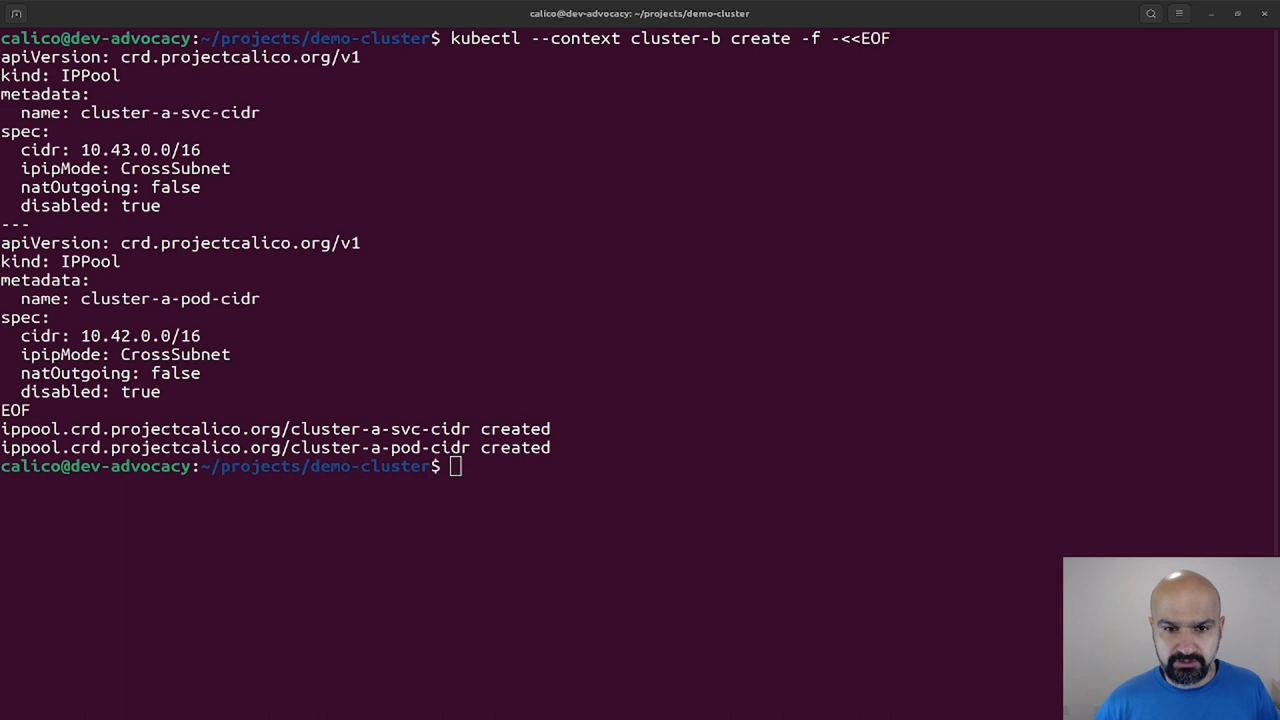 calico@dev-advocacy: ~/projects/demo-cluster
calico@dev-advocacy:~/projects/demo-cluster$ kubectl --context cluster-b create -f -<<EOF
apiVersion: crd.projectcalico.org/v1
kind: IPPool
metadata:
  name: cluster-a-svc-cidr
spec:
  cidr: 10.43.0.0/16
  ipipMode: CrossSubnet
  natOutgoing: false
  disabled: true
---
apiVersion: crd.projectcalico.org/v1
kind: IPPool
metadata:
  name: cluster-a-pod-cidr
spec:
  cidr: 10.42.0.0/16
  ipipMode: CrossSubnet
  natOutgoing: false
  disabled: true
EOF
ippool.crd.projectcalico.org/cluster-a-svc-cidr created
ippool.crd.projectcalico.org/cluster-a-pod-cidr created
calico@dev-advocacy:~/projects/demo-cluster$